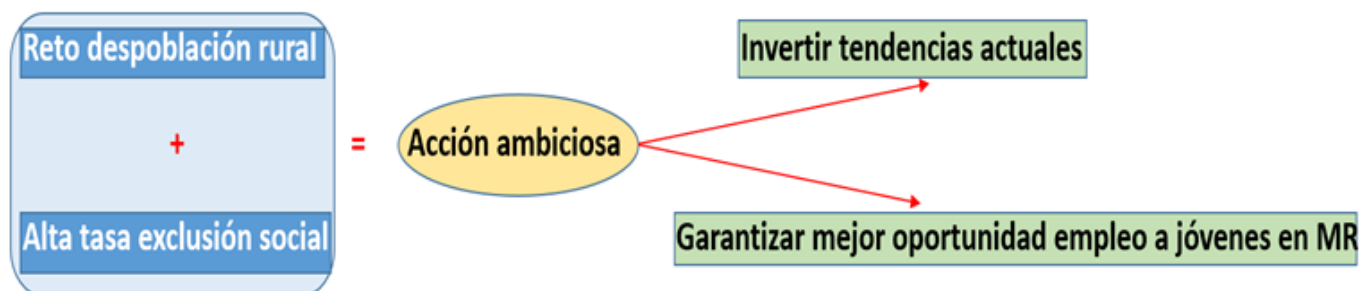 Reto despoblación rural
+
Alta tasa exclusión social
=
Acción ambiciosa
Invertir tendencias actuales
Garantizar mejor oportunidad empleo a jóvenes en MR